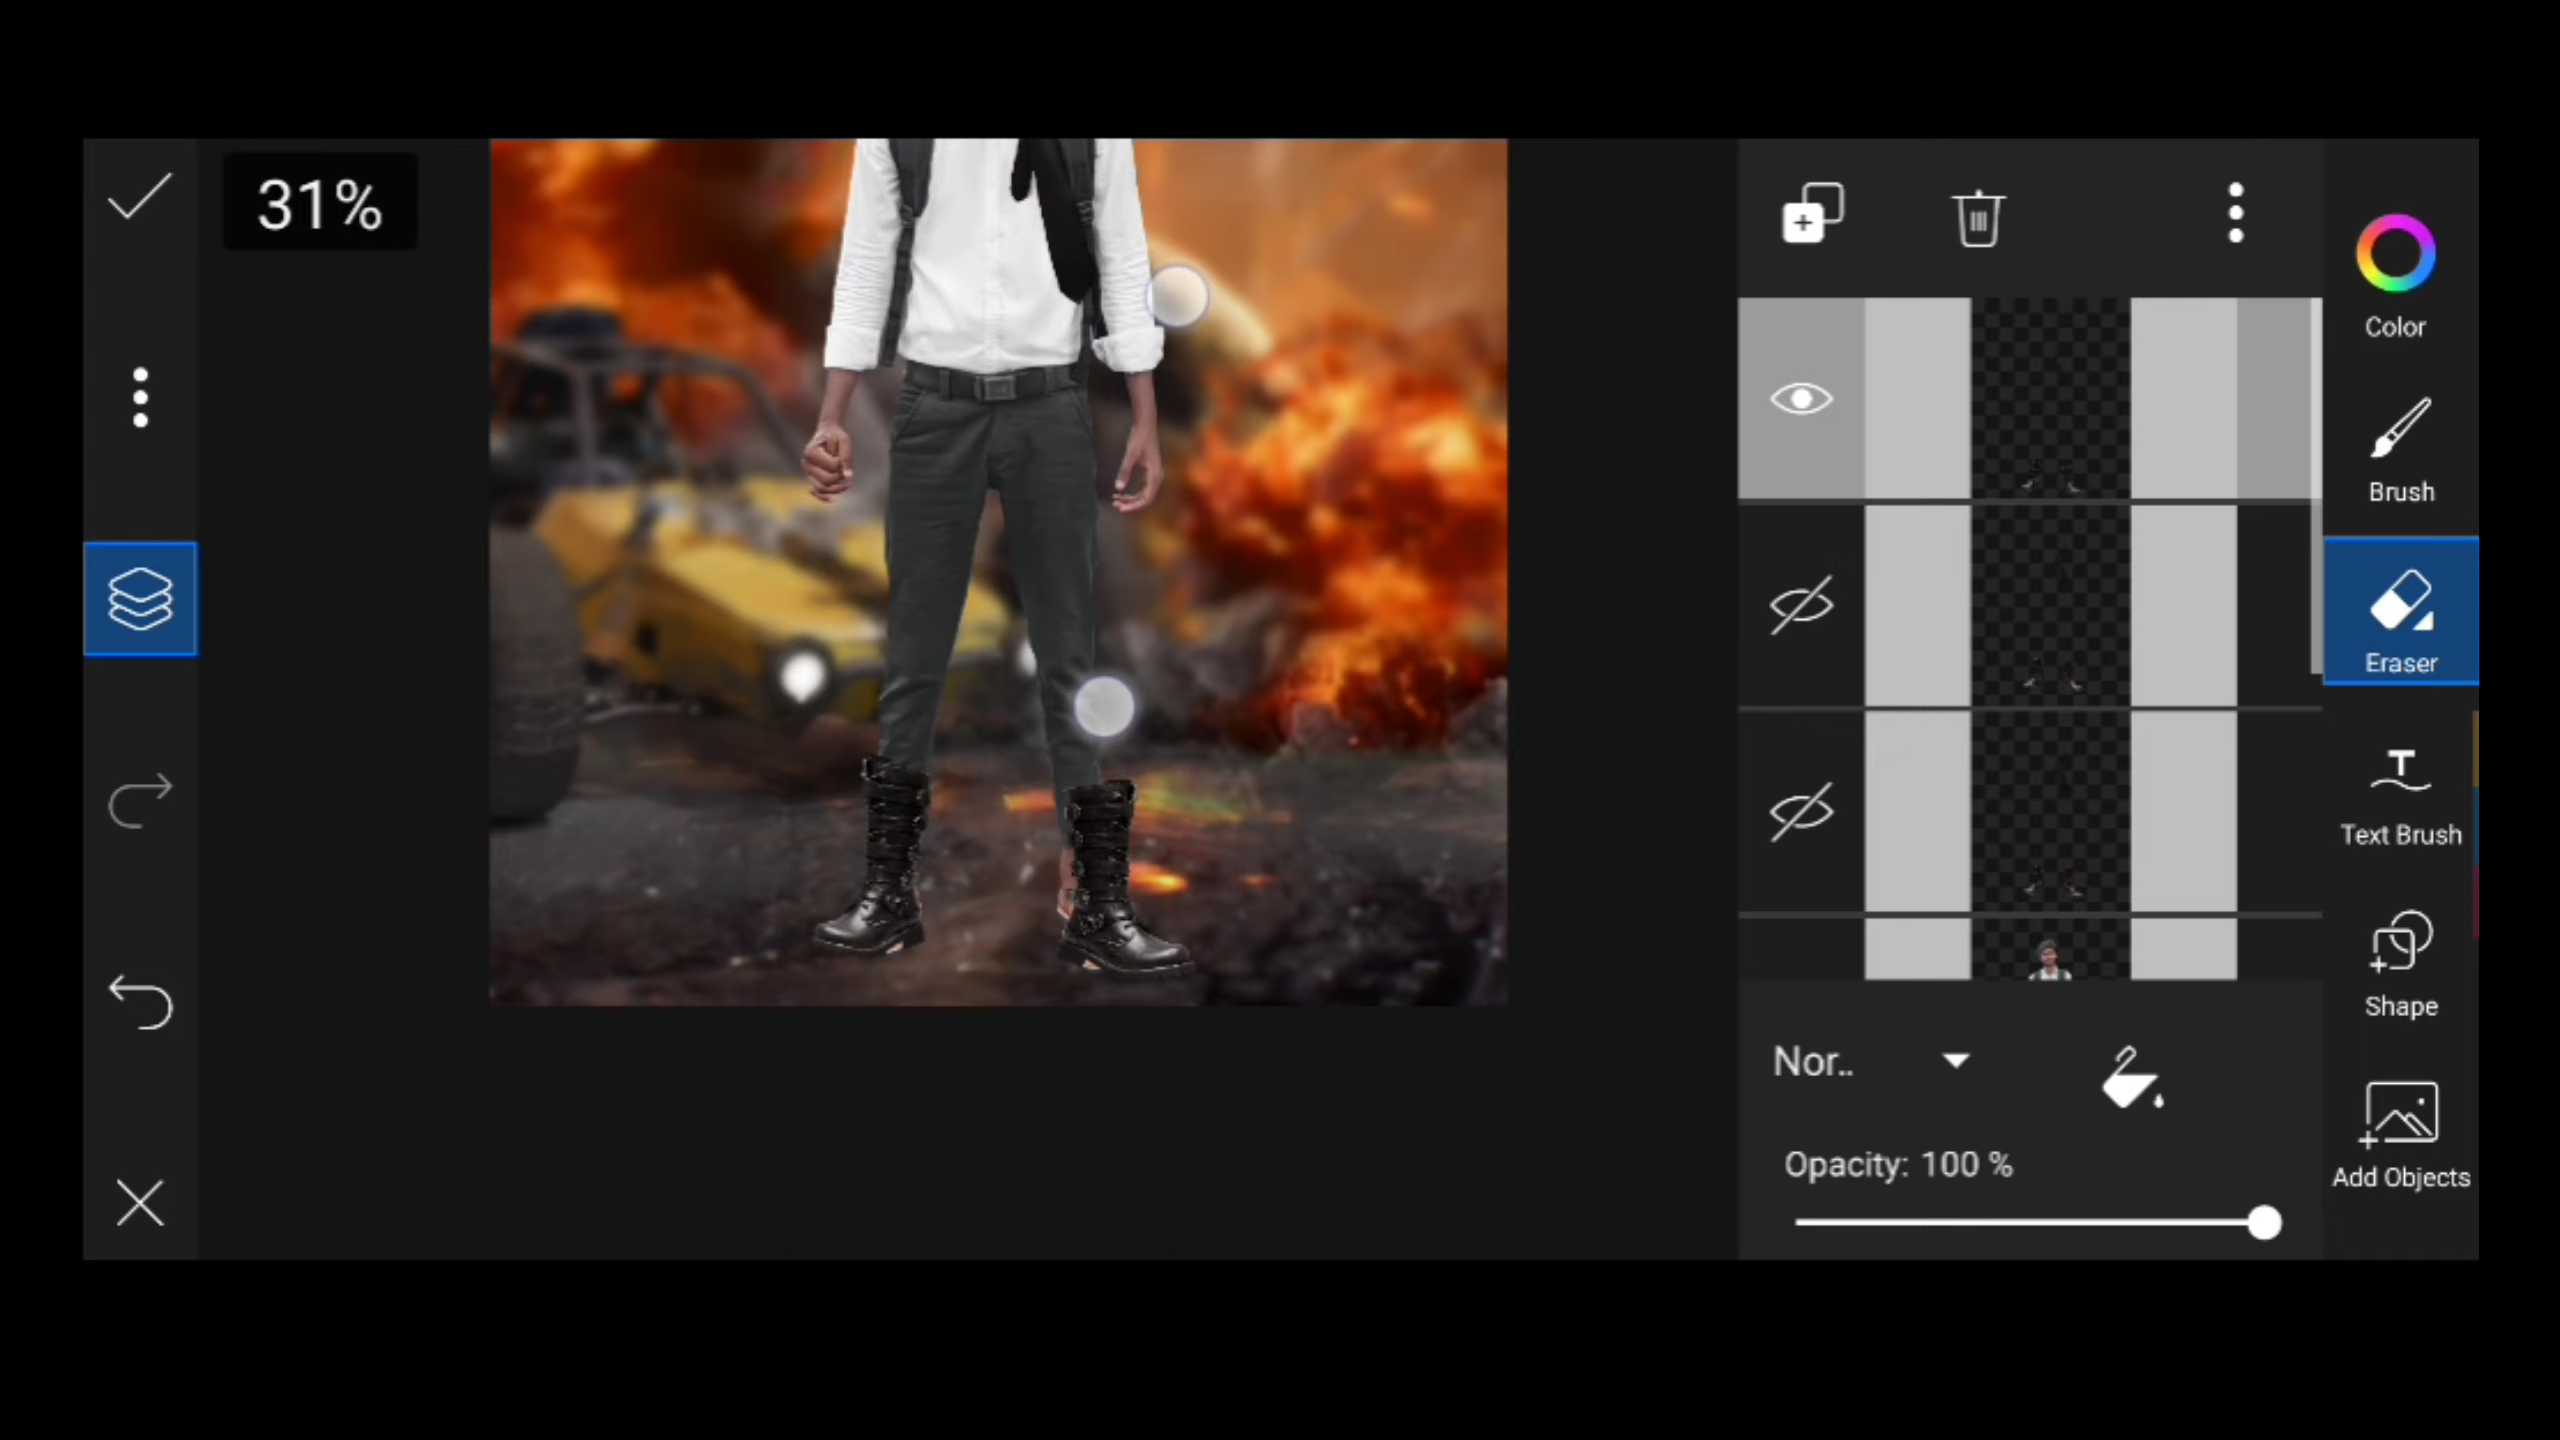 31%
Color
Brush
Eraser
T
Text Brush
Shape
Add Objects
Nor..
Opacity: 100 %